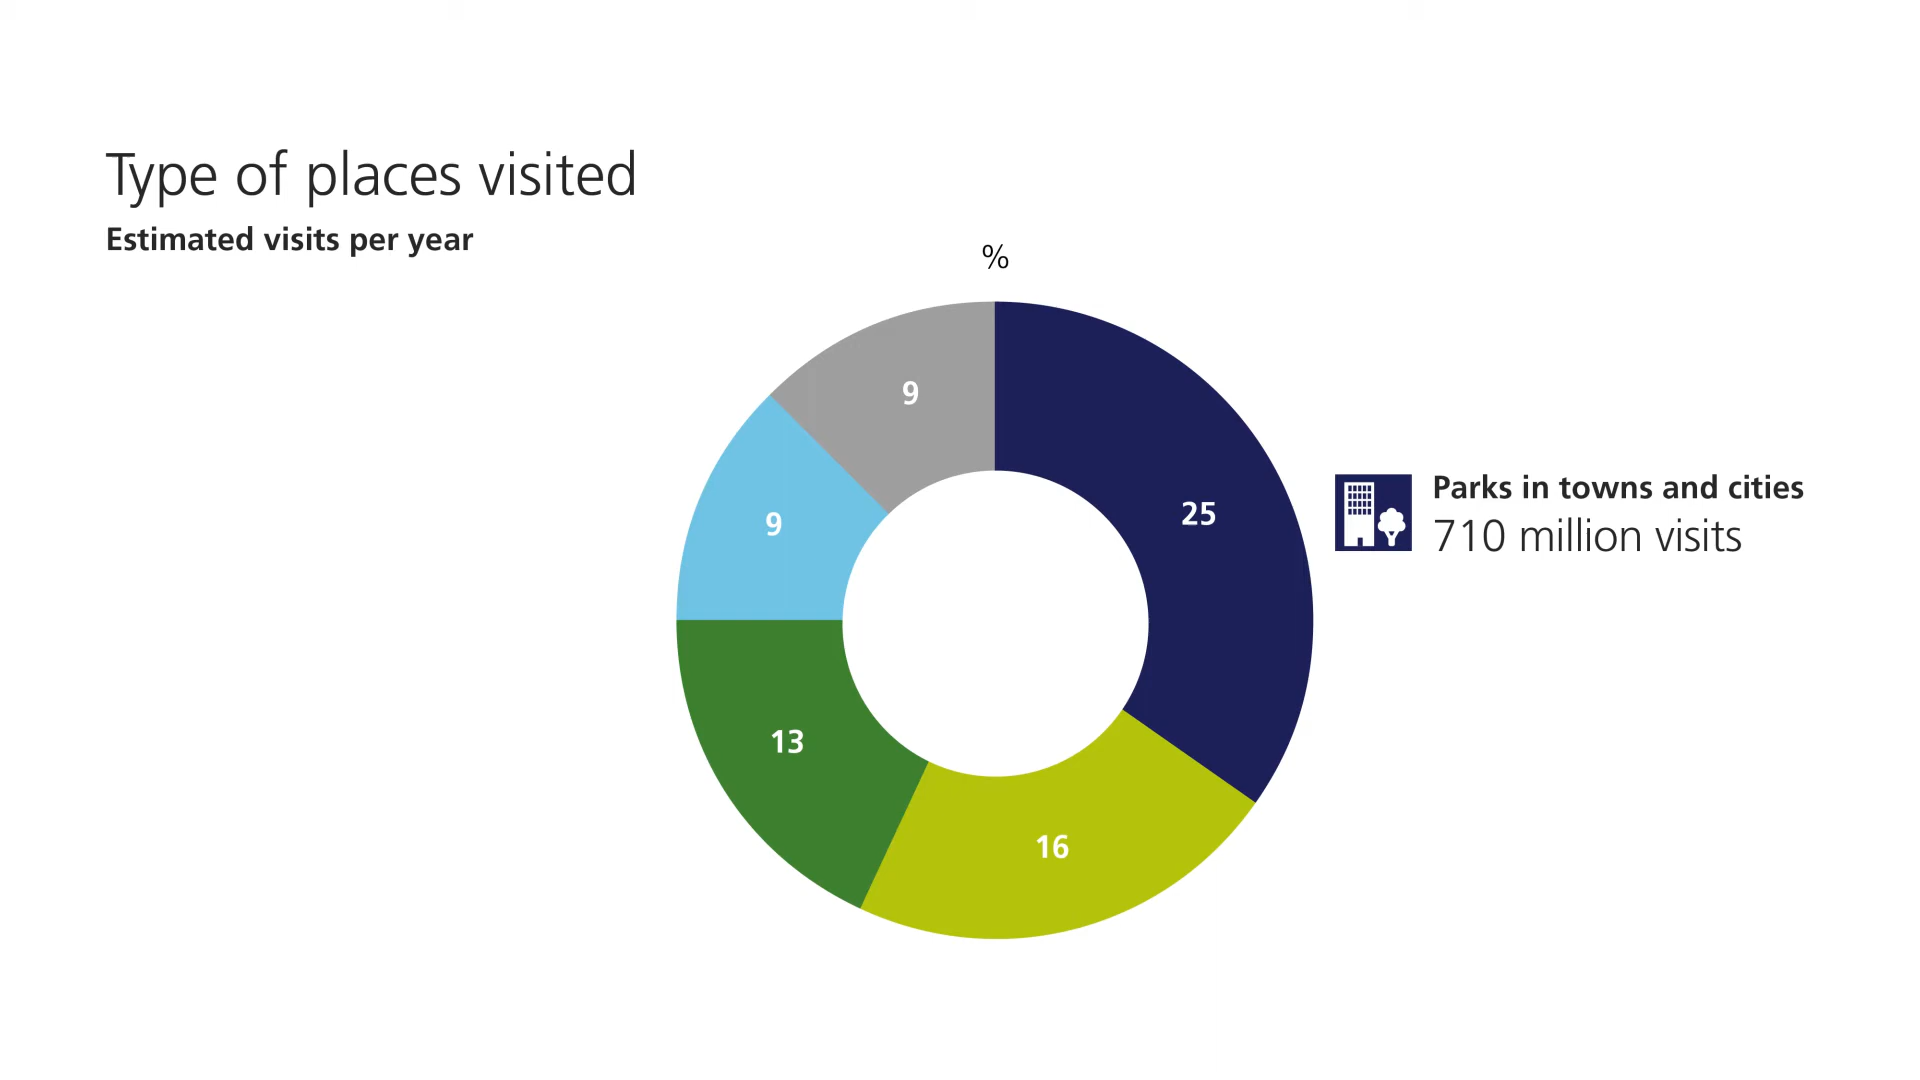 Type of places visited
Estimated visits per year
%
9
25
9
13
16
Parks in towns and cities
710 million visits